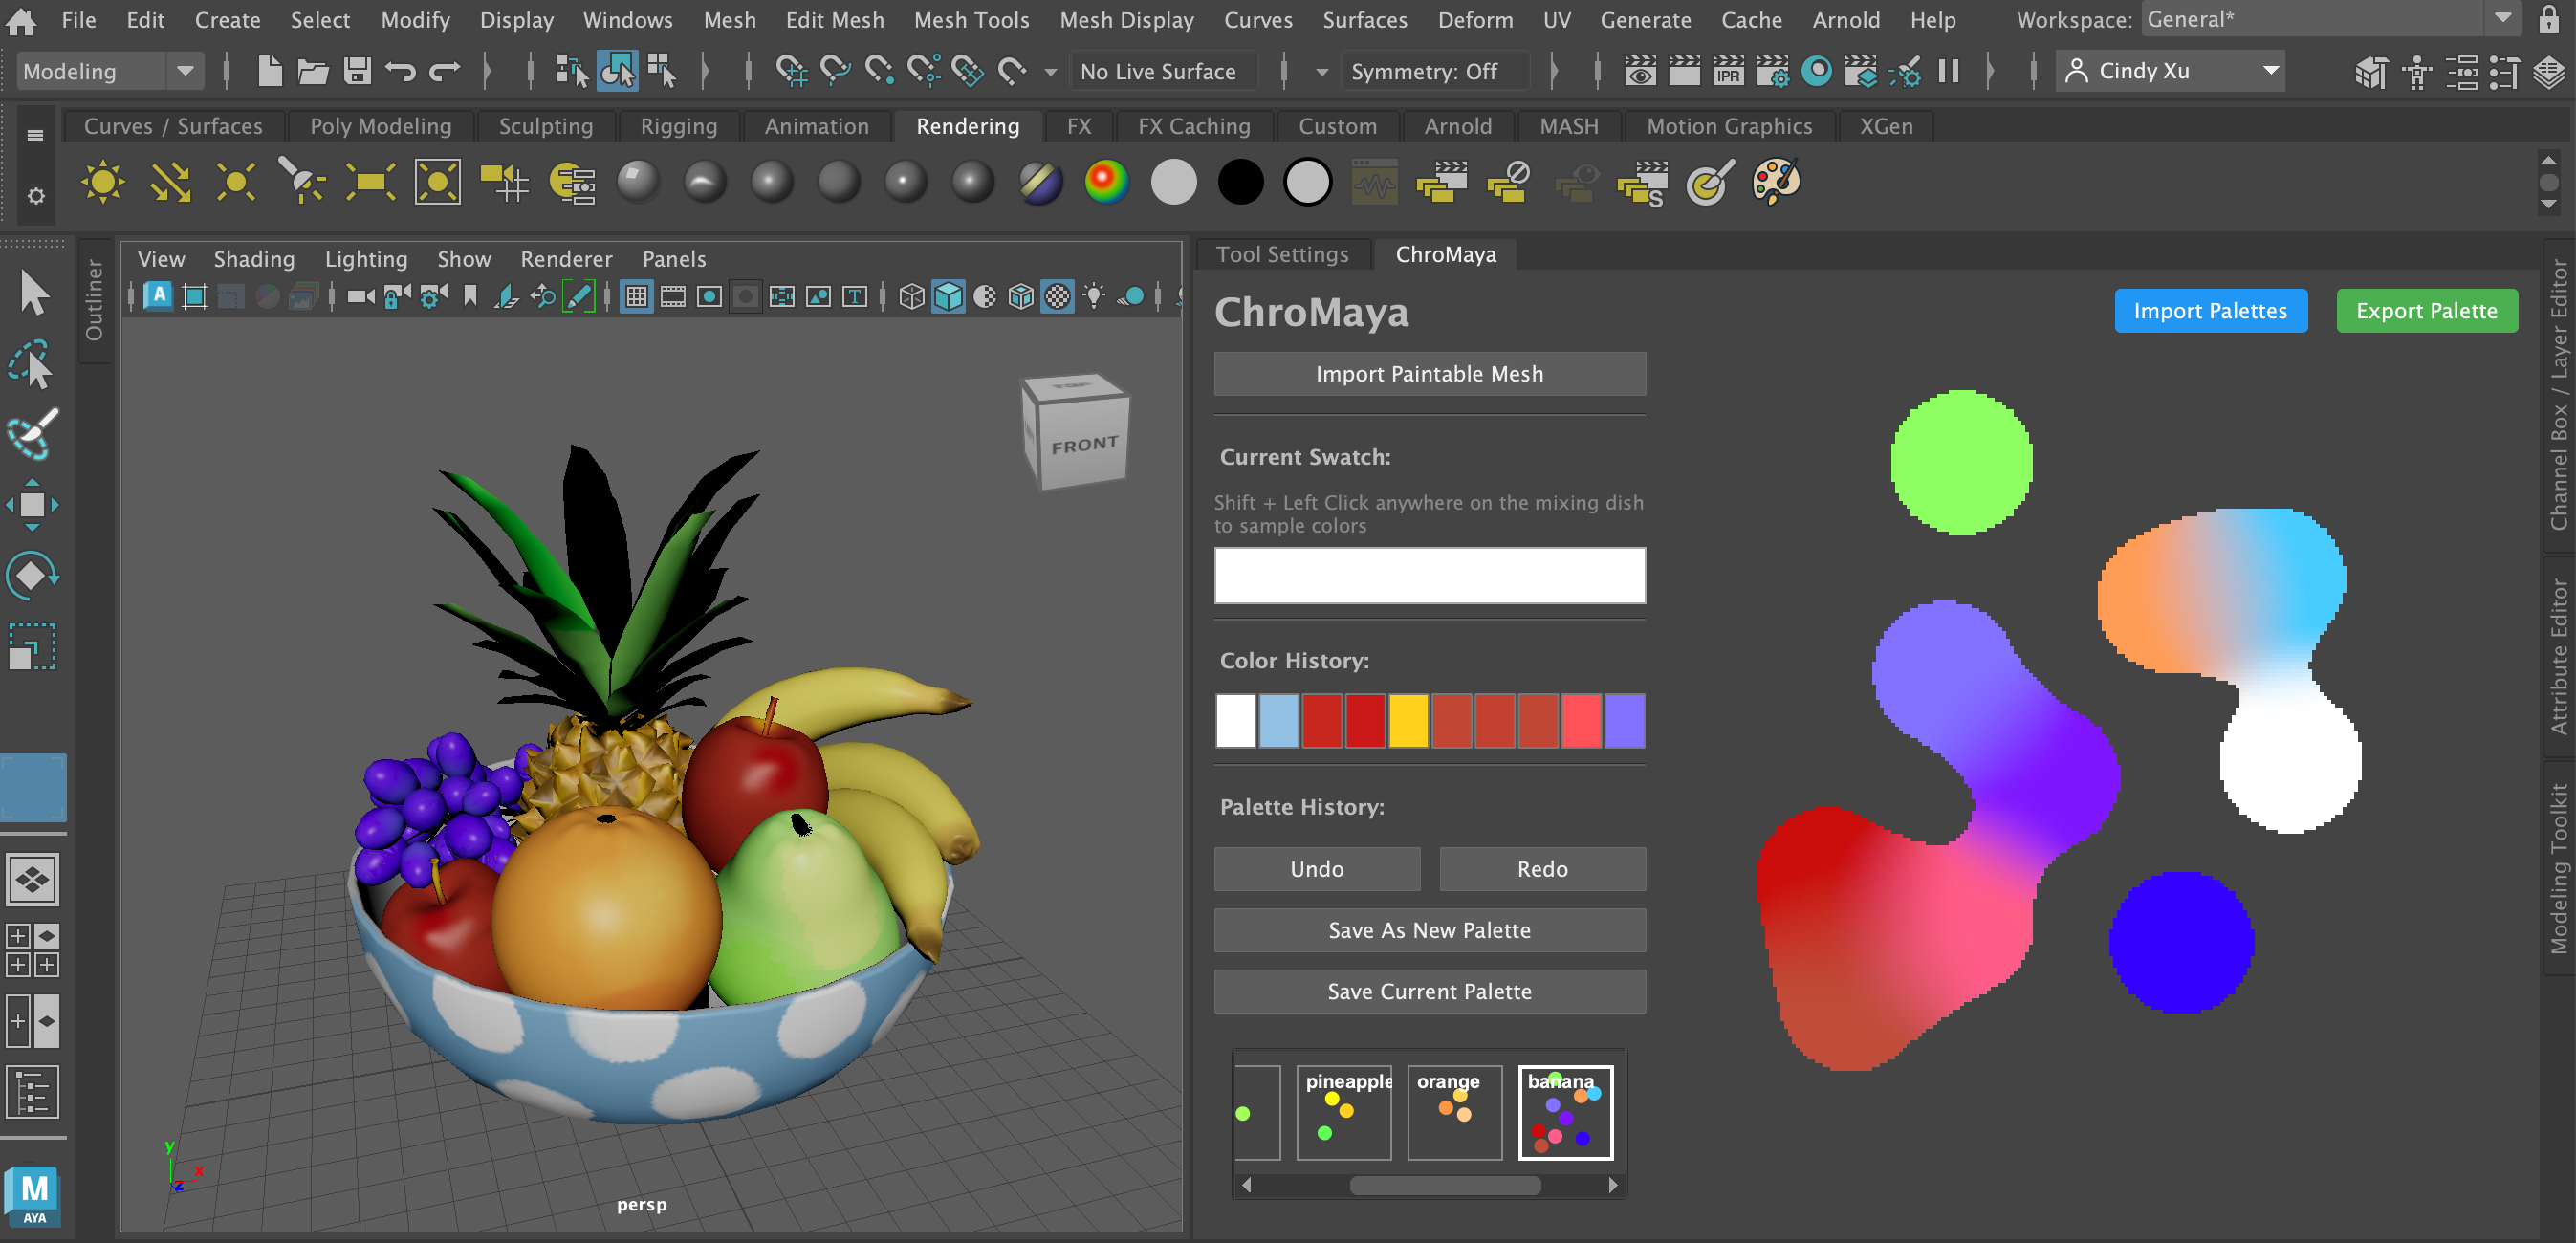 File Edit Create Select Modify Display Windows Mesh Edit Mesh Mesh Tools Mesh Display Curves Surfaces Deform UV Generate Cache Arnold Help Workspace: General*
Modeling No Live Surface Symmetry: Off IPR Cindy Xu
Curves / Surfaces Poly Modeling Sculpting Rigging Animation Rendering FX FX Caching Custom Arnold MASH Motion Graphics XGen
S
Outliner
View Shading Lighting Show Renderer Panels
A T
TOP
FRONT
y
x
z
persp
M
AYA
Tool Settings ChroMaya
ChroMaya
Import Palettes Export Palette
Import Paintable Mesh
Current Swatch:
Shift + Left Click anywhere on the mixing dish
to sample colors
Color History:
Palette History:
Undo Redo
Save As New Palette
Save Current Palette
pineapple orange banana
Channel Box / Layer Editor
Attribute Editor
Modeling Toolkit